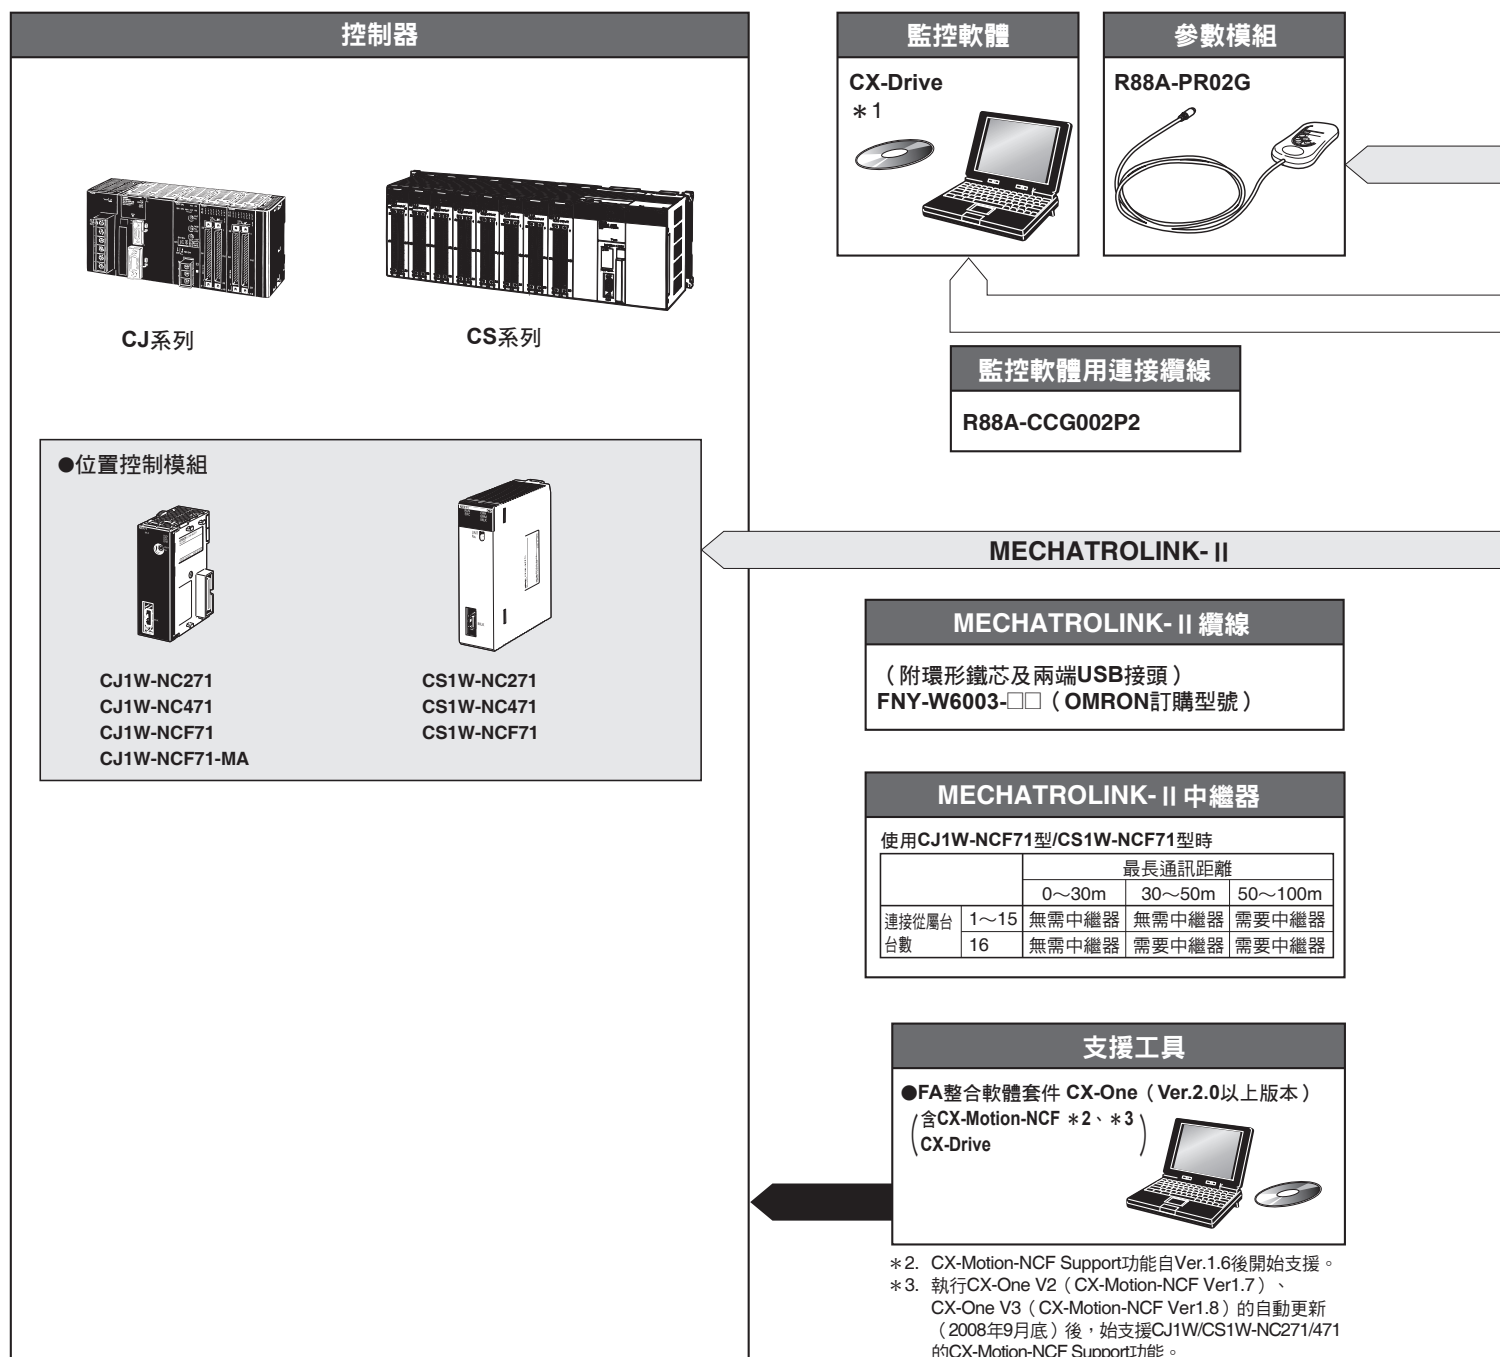 控制器
CJ系列
CS系列
●位置控制模組
CJ1W-NC271
CJ1W-NC471
CJ1W-NCF71
CJ1W-NCF71-MA
CS1W-NC271
CS1W-NC471
CS1W-NCF71
監控軟體
CX-Drive
＊1
參數模組
R88A-PR02G
監控軟體用連接纜線
R88A-CCG002P2
MECHATROLINK-Ⅱ
MECHATROLINK-Ⅱ纜線
（附環形鐵芯及兩端USB接頭）
FNY-W6003-□□（OMRON訂購型號）
MECHATROLINK-Ⅱ中繼器
使用CJ1W-NCF71型/CS1W-NCF71型時
最長通訊距離
0～30m 30～50m 50～100m
連接從屬台
台數
1～15 無需中繼器 無需中繼器 需要中繼器
16 無需中繼器 需要中繼器 需要中繼器
支援工具
●FA整合軟體套件 CX-One（Ver.2.0以上版本）
（含CX-Motion-NCF ＊2、＊3
CX-Drive）
＊2. CX-Motion-NCF Support功能自Ver.1.6後開始支援。
＊3. 執行CX-One V2（CX-Motion-NCF Ver1.7）、
CX-One V3（CX-Motion-NCF Ver1.8）的自動更新
（2008年9月底）後，始支援CJ1W/CS1W-NC271/471
的CX-Motion-NCF Support功能。